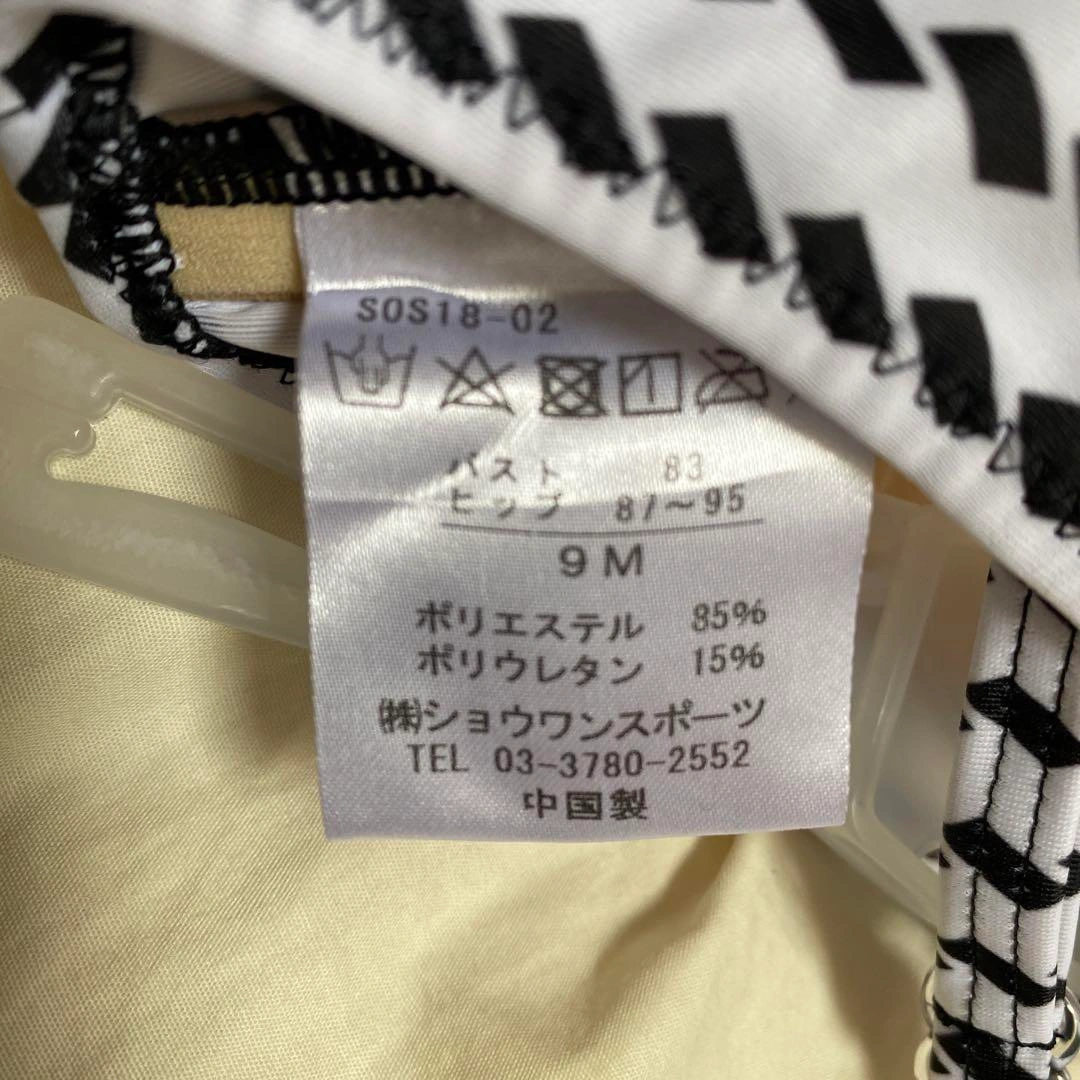 SOS18-02
バスト 83
ヒップ 87～95
9M
ポリエステル 85%
ポリウレタン 15%
㈱ショウワンスポーツ
TEL 03-3780-2552
中国製